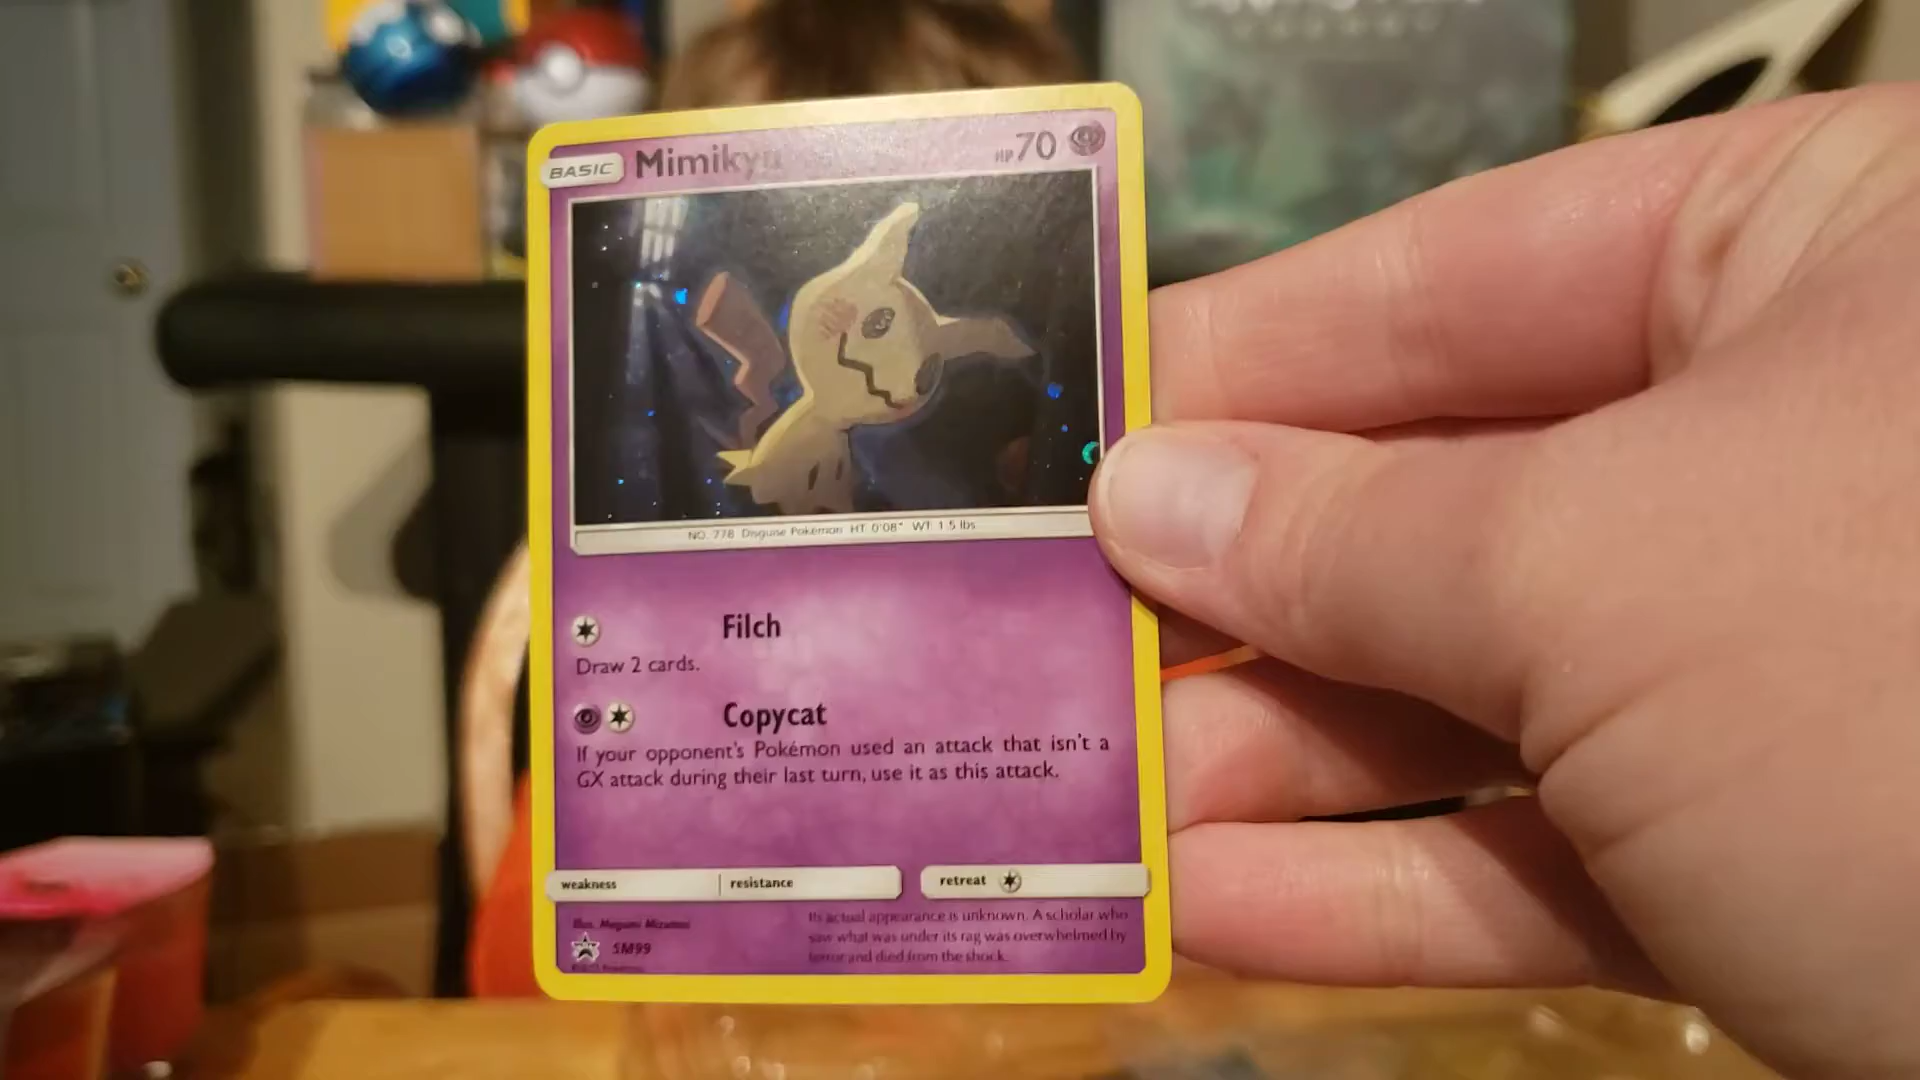 BASIC Mimikyu HP 70
NO. 778 Disguise Pokémon HT 0'08" WT 1.5 lbs
Filch
Draw 2 cards.
Copycat
If your opponent's Pokémon used an attack that isn't a
GX attack during their last turn, use it as this attack.
weakness resistance retreat
Illus. Megumi Mizutani
SM99
Its actual appearance is unknown. A scholar who
saw what was under its rag was overwhelmed by
terror and died from the shock.